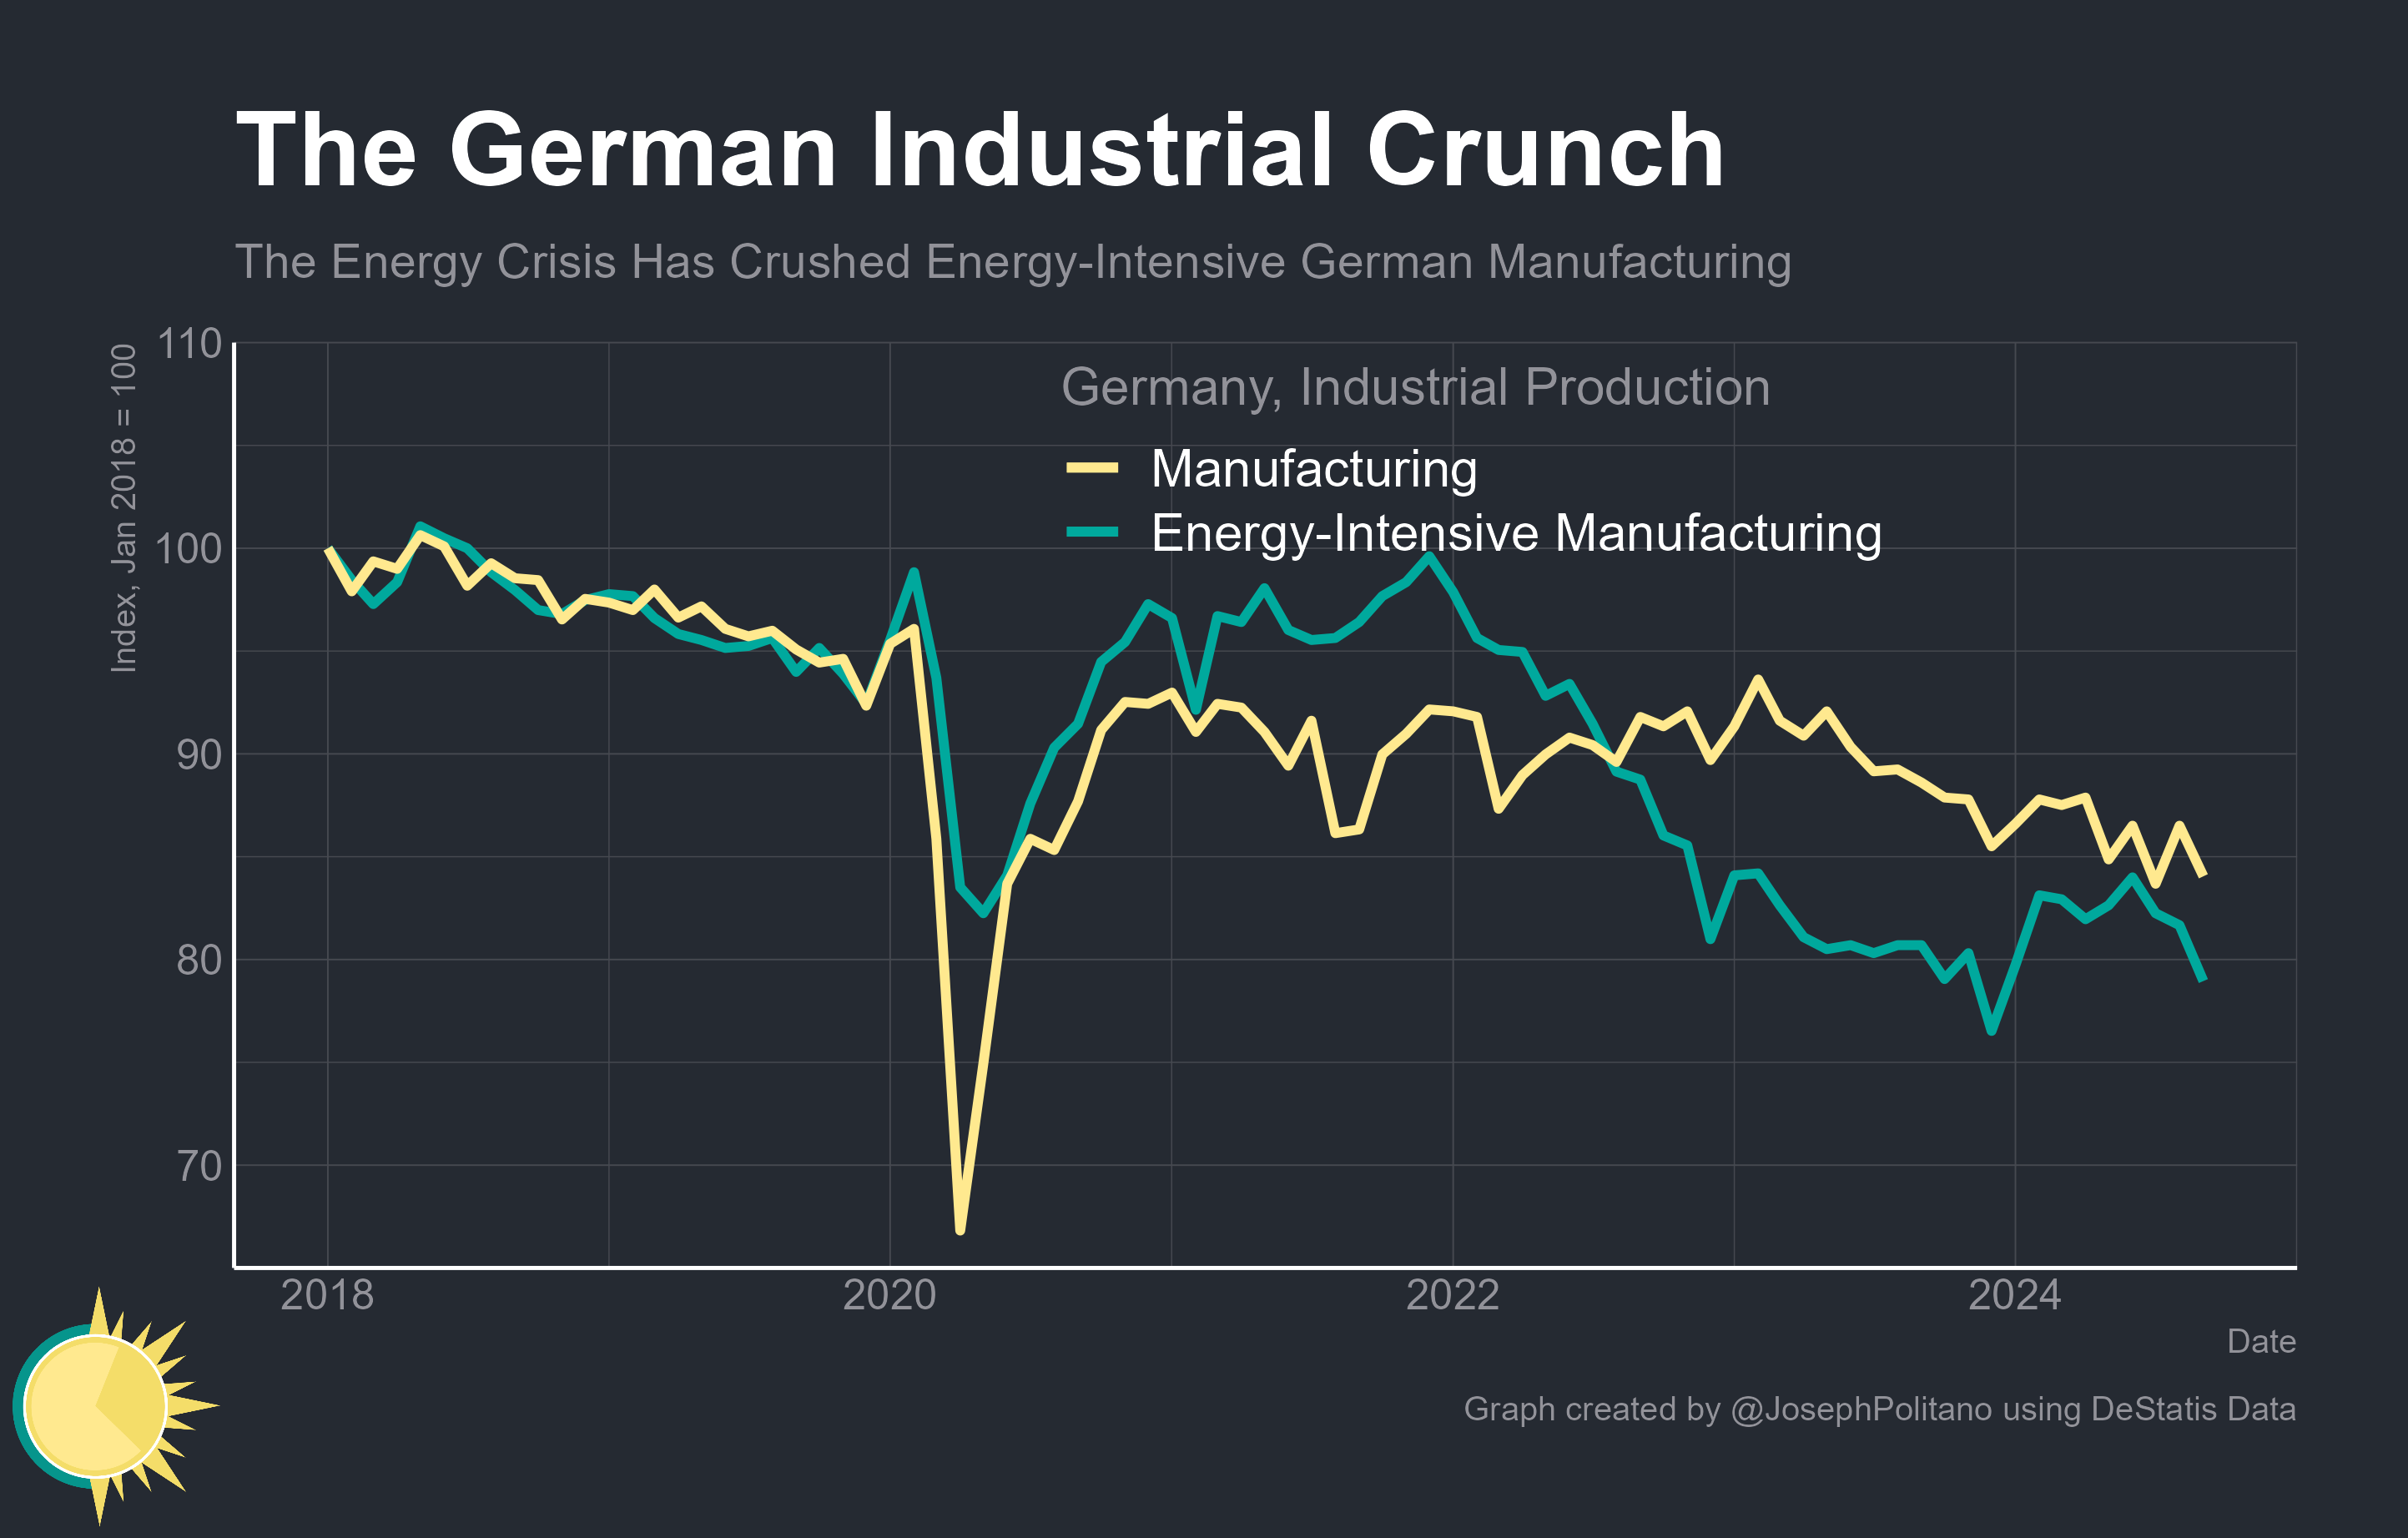 The German Industrial Crunch
The Energy Crisis Has Crushed Energy-Intensive German Manufacturing
Index, Jan 2018 = 100
110
100
90
80
70
Germany, Industrial Production
Manufacturing
Energy-Intensive Manufacturing
2018
2020
2022
2024
Date
Graph created by @JosephPolitano using DeStatis Data